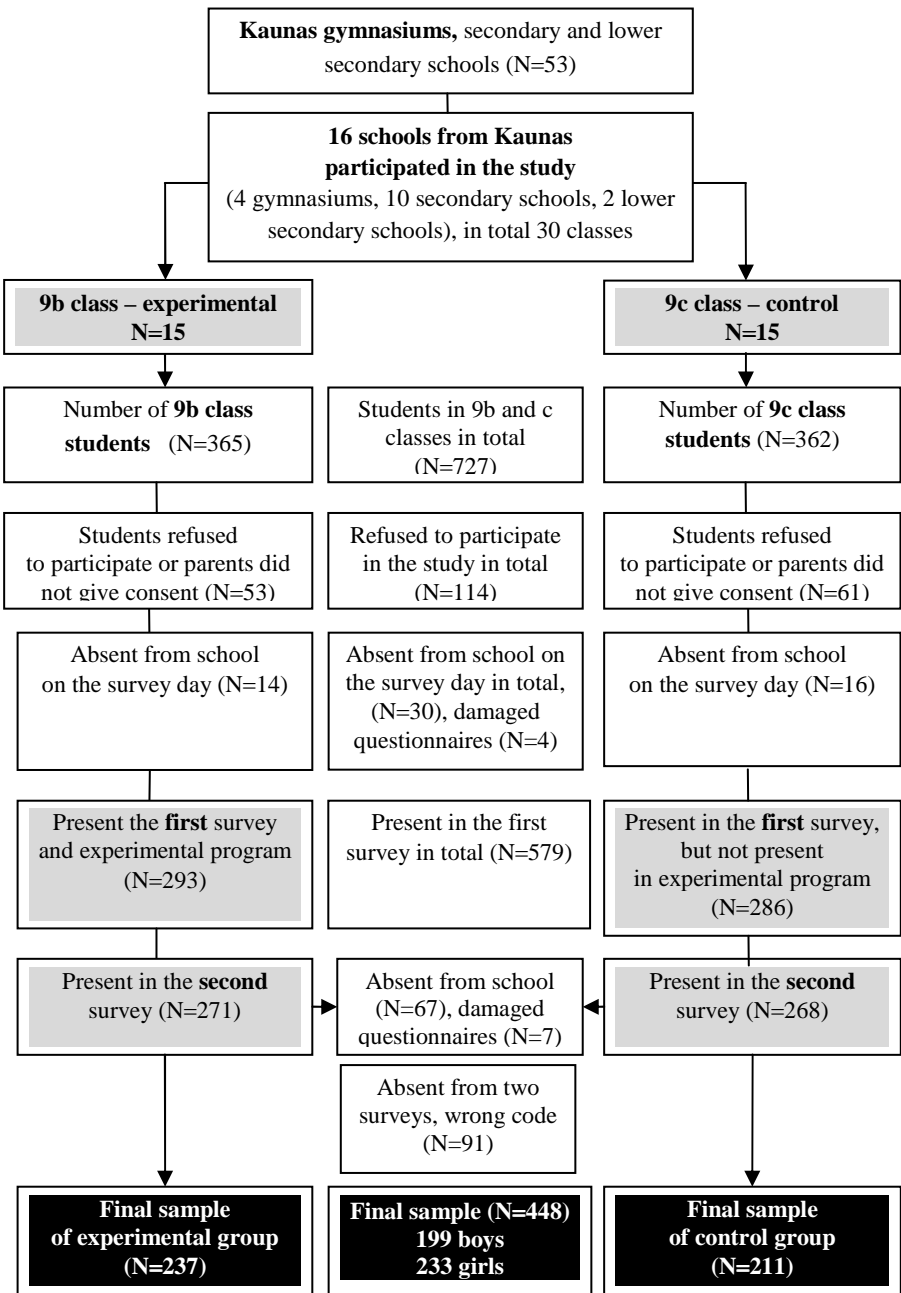 Kaunas gymnasiums, secondary and lower
secondary schools (N=53)
16 schools from Kaunas
participated in the study
(4 gymnasiums, 10 secondary schools, 2 lower
secondary schools), in total 30 classes
9b class – experimental
N=15
9c class – control
N=15
Number of 9b class
students (N=365)
Students in 9b and c
classes in total
(N=727)
Number of 9c class
students (N=362)
Students refused
to participate or parents did
not give consent (N=53)
Refused to participate
in the study in total
(N=114)
Students refused
to participate or parents did
not give consent (N=61)
Absent from school
on the survey day (N=14)
Absent from school on
the survey day in total,
(N=30), damaged
questionnaires (N=4)
Absent from school
on the survey day (N=16)
Present the first survey
and experimental program
(N=293)
Present in the first
survey in total (N=579)
Present in the first survey,
but not present
in experimental program
(N=286)
Present in the second
survey (N=271)
Absent from school
(N=67), damaged
questionnaires (N=7)
Present in the second
survey (N=268)
Absent from two
surveys, wrong code
(N=91)
Final sample
of experimental group
(N=237)
Final sample (N=448)
199 boys
233 girls
Final sample
of control group
(N=211)